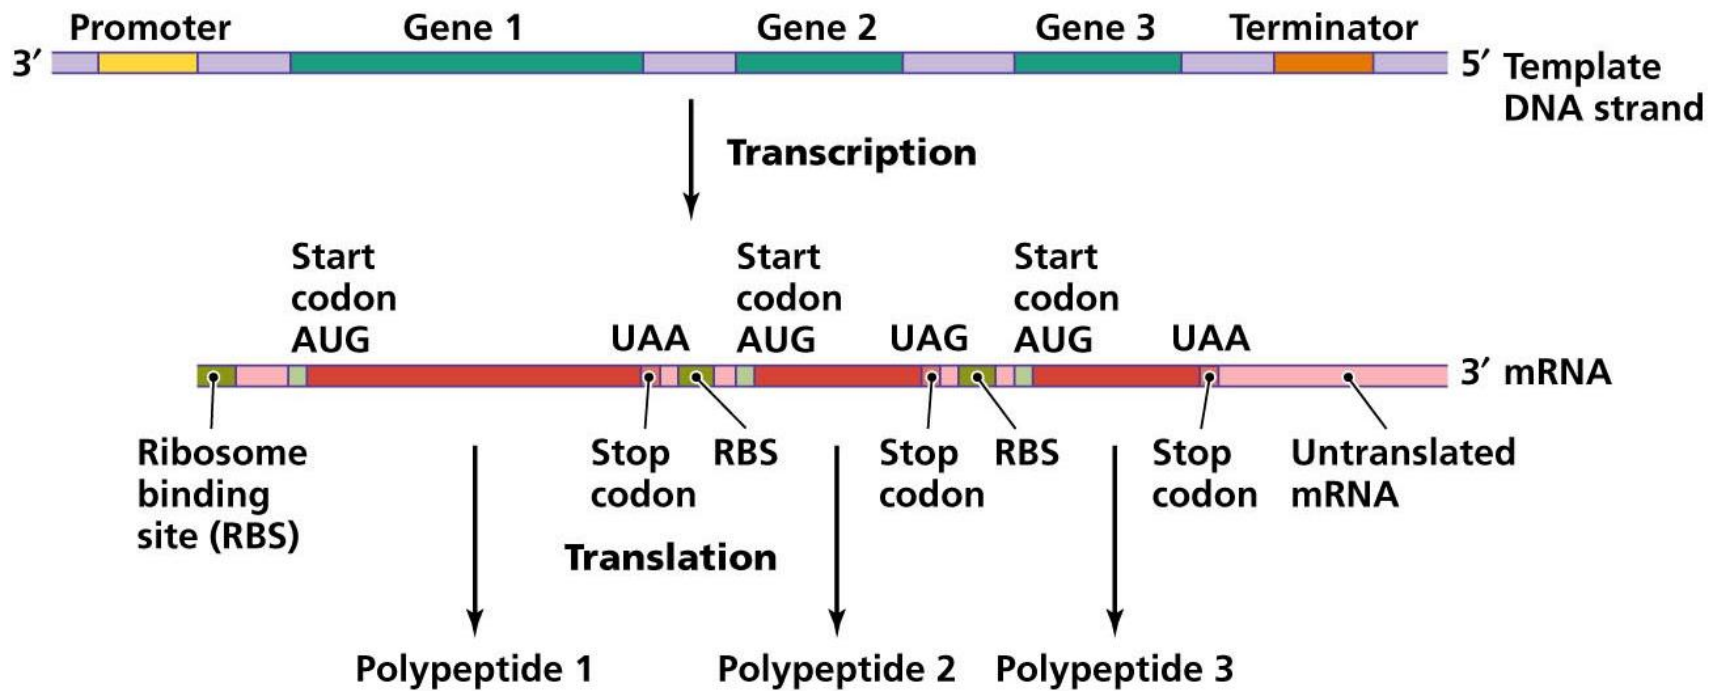 Promoter
Gene 1
Gene 2
Gene 3
Terminator
3′
5′ Template
DNA strand
Transcription
Start
codon
AUG
UAA
Start
codon
AUG
UAG
Start
codon
AUG
UAA
3′ mRNA
Ribosome
binding
site (RBS)
Stop
codon
RBS
Stop
codon
RBS
Stop
codon
Untranslated
mRNA
Translation
Polypeptide 1
Polypeptide 2
Polypeptide 3